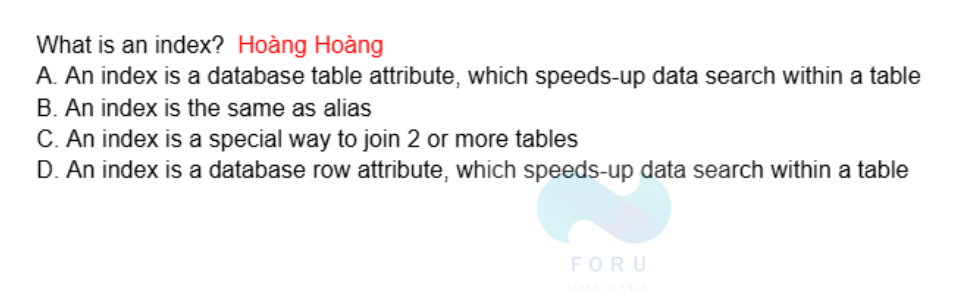 What is an index? Hoàng Hoàng
A. An index is a database table attribute, which speeds-up data search within a table
B. An index is the same as alias
C. An index is a special way to join 2 or more tables
D. An index is a database row attribute, which speeds-up data search within a table
FORU